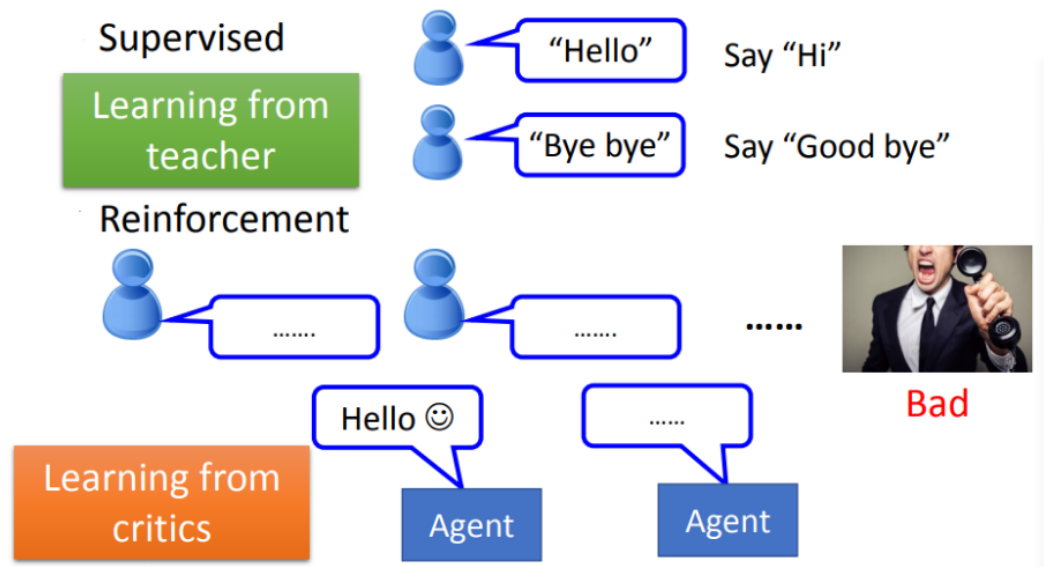 Supervised
Learning from
teacher
“Hello”
Say “Hi”
“Bye bye”
Say “Good bye”
Reinforcement
.......
.......
......
Bad
Hello ☺
......
Learning from
critics
Agent
Agent